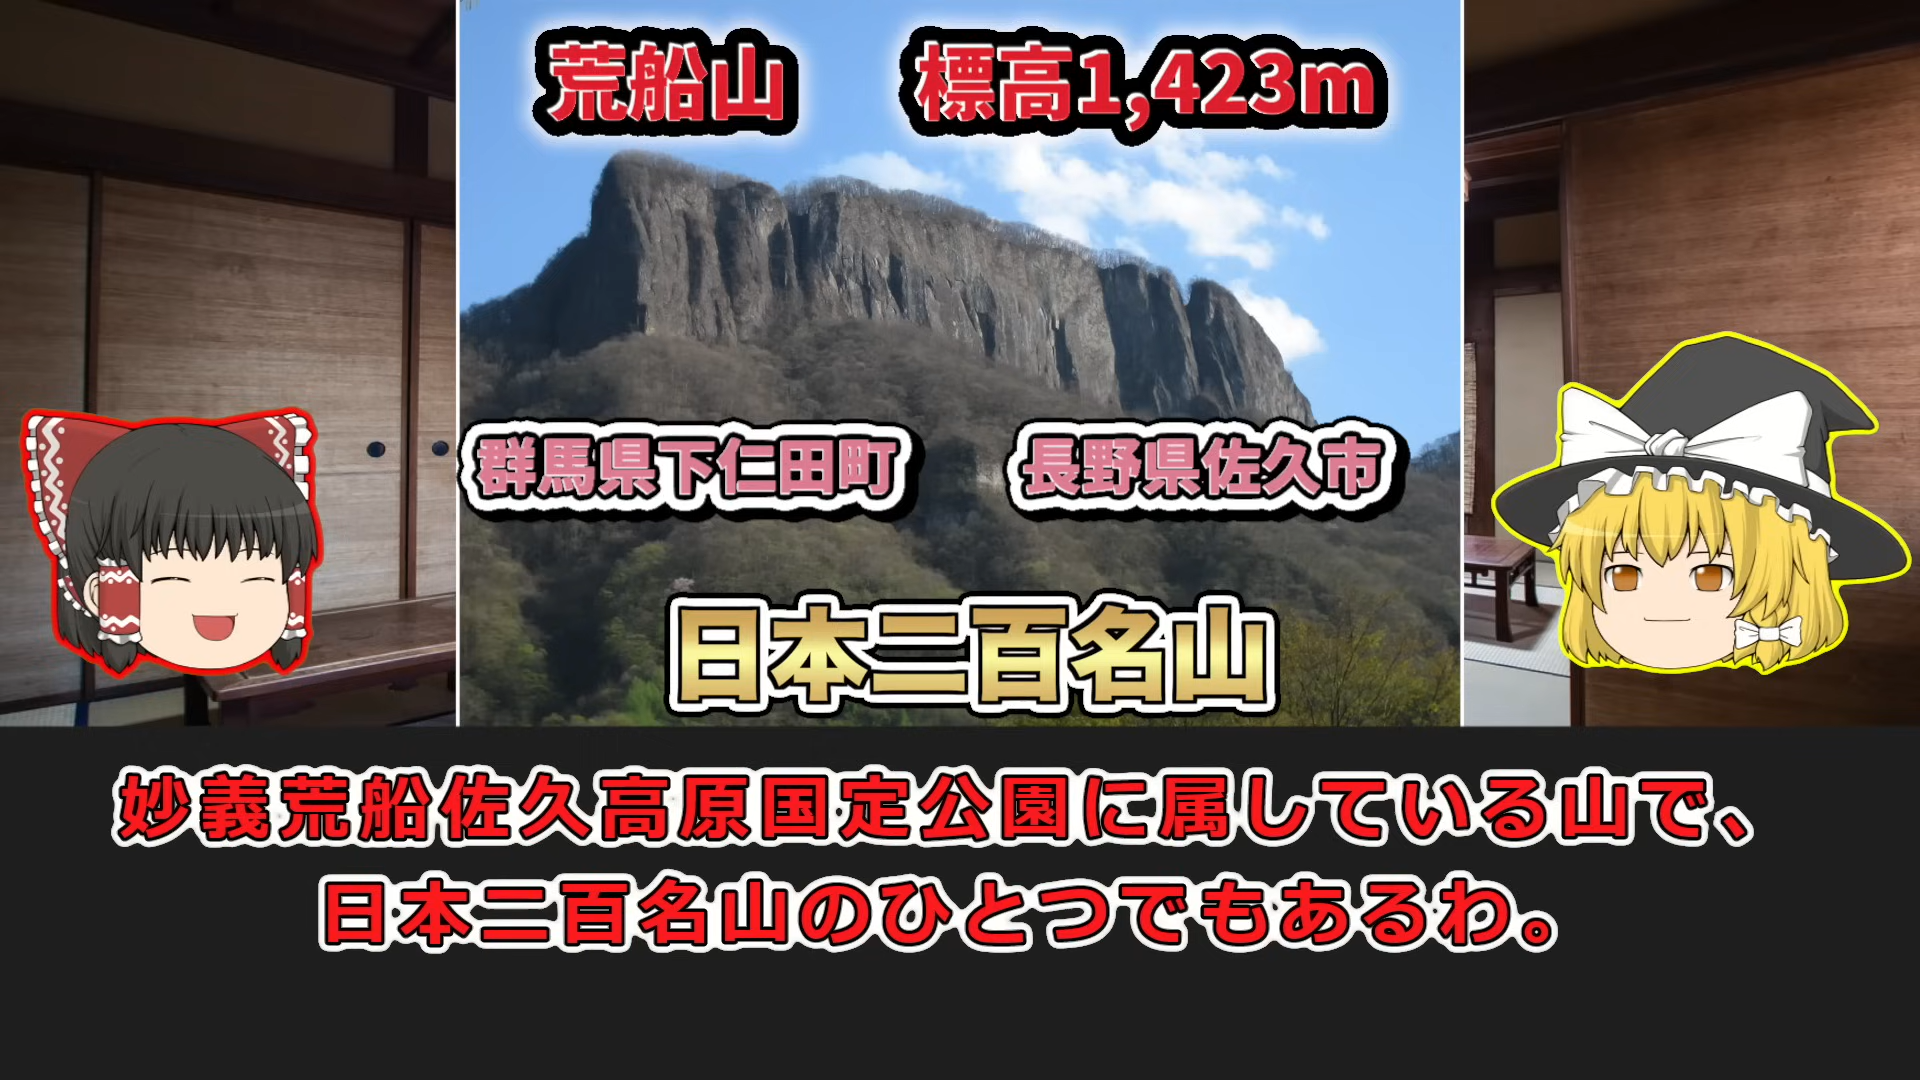 荒船山 標高1,423m
群馬県下仁田町 長野県佐久市
日本二百名山
妙義荒船佐久高原国定公園に属している山で、
日本二百名山のひとつでもあるわ。